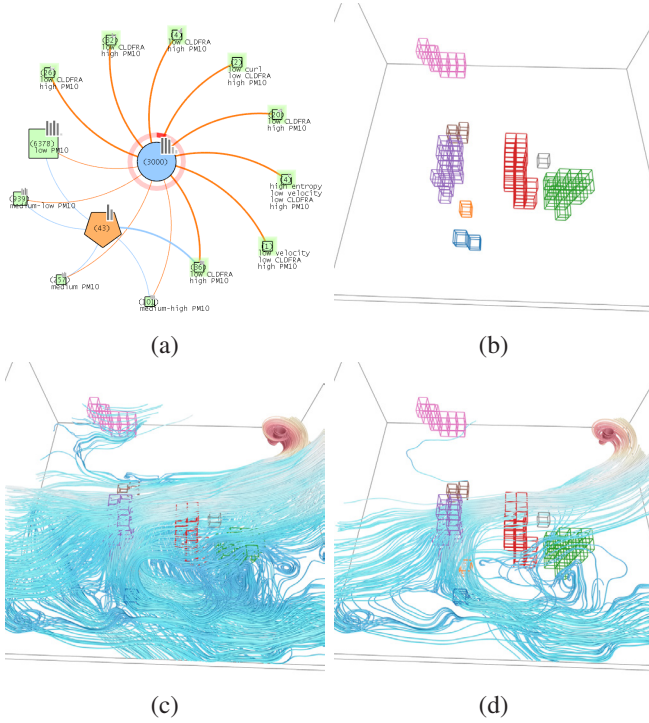 (32)
low CLDFRA
high PM10
(4)
low CLDFRA
high PM10
(2)
low curl
low CLDFRA
high PM10
(26)
low CLDFRA
high PM10
(20)
low CLDFRA
high PM10
(6378)
low PM10
(3000)
(4)
high entropy
low velocity
low CLDFRA
high PM10
(939)
medium-low PM10
(43)
(1)
low velocity
low CLDFRA
high PM10
(86)
low CLDFRA
high PM10
medium PM10
medium-high PM10
(a)
(b)
(c)
(d)